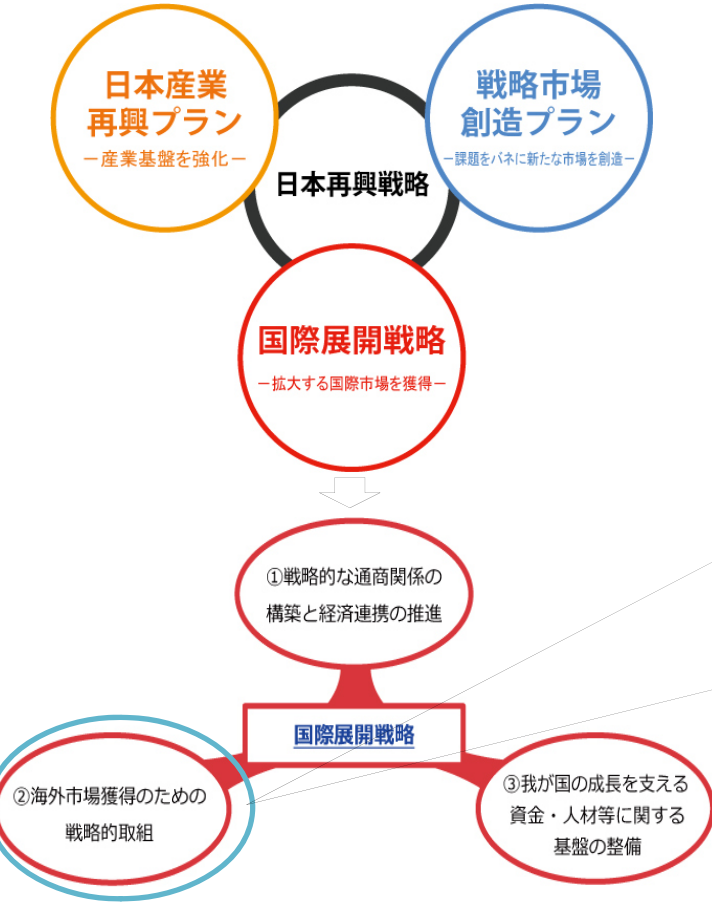 日本産業
再興プラン
－産業基盤を強化－
戦略市場
創造プラン
－課題をバネに新たな市場を創造－
日本再興戦略
国際展開戦略
－拡大する国際市場を獲得－
①戦略的な通商関係の
構築と経済連携の推進
国際展開戦略
②海外市場獲得のための
戦略的取組
③我が国の成長を支える
資金・人材等に関する
基盤の整備